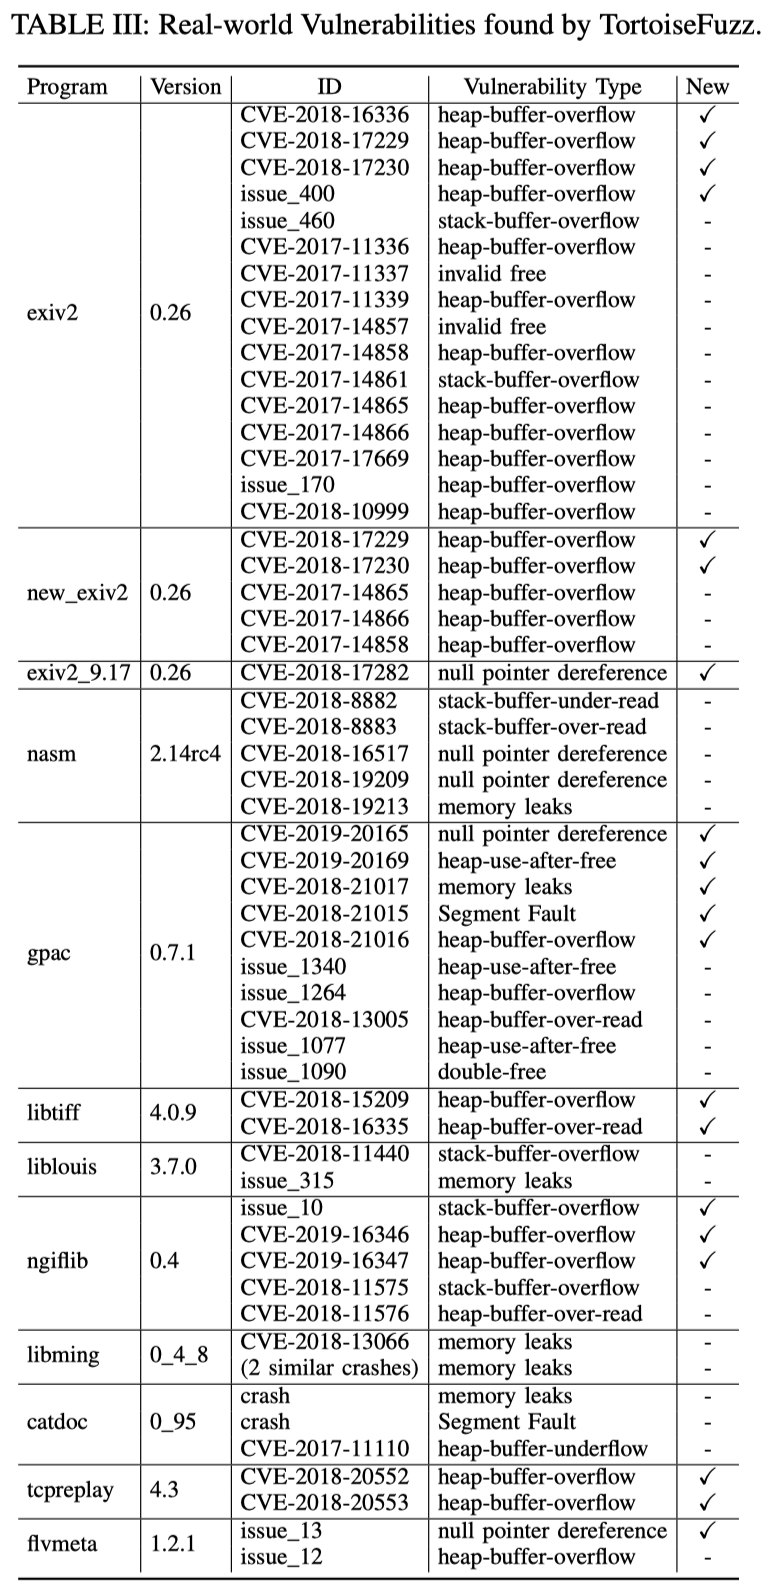 TABLE III: Real-world Vulnerabilities found by TortoiseFuzz.
Program Version ID Vulnerability Type New
CVE-2018-16336 heap-buffer-overflow ✓
CVE-2018-17229 heap-buffer-overflow ✓
CVE-2018-17230 heap-buffer-overflow ✓
issue_400 heap-buffer-overflow ✓
issue_460 stack-buffer-overflow -
CVE-2017-11336 heap-buffer-overflow -
CVE-2017-11337 invalid free -
CVE-2017-11339 heap-buffer-overflow -
exiv2 0.26 CVE-2017-14857 invalid free -
CVE-2017-14858 heap-buffer-overflow -
CVE-2017-14861 stack-buffer-overflow -
CVE-2017-14865 heap-buffer-overflow -
CVE-2017-14866 heap-buffer-overflow -
CVE-2017-17669 heap-buffer-overflow -
issue_170 heap-buffer-overflow -
CVE-2018-10999 heap-buffer-overflow -
CVE-2018-17229 heap-buffer-overflow ✓
CVE-2018-17230 heap-buffer-overflow ✓
new_exiv2 0.26 CVE-2017-14865 heap-buffer-overflow -
CVE-2017-14866 heap-buffer-overflow -
CVE-2017-14858 heap-buffer-overflow -
exiv2_9.17 0.26 CVE-2018-17282 null pointer dereference ✓
CVE-2018-8882 stack-buffer-under-read -
CVE-2018-8883 stack-buffer-over-read -
nasm 2.14rc4 CVE-2018-16517 null pointer dereference -
CVE-2018-19209 null pointer dereference -
CVE-2018-19213 memory leaks -
CVE-2019-20165 null pointer dereference ✓
CVE-2019-20169 heap-use-after-free ✓
CVE-2018-21017 memory leaks ✓
CVE-2018-21015 Segment Fault ✓
CVE-2018-21016 heap-buffer-overflow ✓
gpac 0.7.1 issue_1340 heap-use-after-free -
issue_1264 heap-buffer-overflow -
CVE-2018-13005 heap-buffer-over-read -
issue_1077 heap-use-after-free -
issue_1090 double-free -
libtiff 4.0.9 CVE-2018-15209 heap-buffer-overflow ✓
CVE-2018-16335 heap-buffer-over-read ✓
liblouis 3.7.0 CVE-2018-11440 stack-buffer-overflow -
issue_315 memory leaks -
issue_10 stack-buffer-overflow ✓
CVE-2019-16346 heap-buffer-overflow ✓
ngiflib 0.4 CVE-2019-16347 heap-buffer-overflow ✓
CVE-2018-11575 stack-buffer-overflow -
CVE-2018-11576 heap-buffer-over-read -
libming 0_4_8 CVE-2018-13066 memory leaks -
(2 similar crashes) memory leaks -
crash memory leaks -
catdoc 0_95 crash Segment Fault -
CVE-2017-11110 heap-buffer-underflow -
tcpreplay 4.3 CVE-2018-20552 heap-buffer-overflow ✓
CVE-2018-20553 heap-buffer-overflow ✓
flvmeta 1.2.1 issue_13 null pointer dereference ✓
issue_12 heap-buffer-overflow -